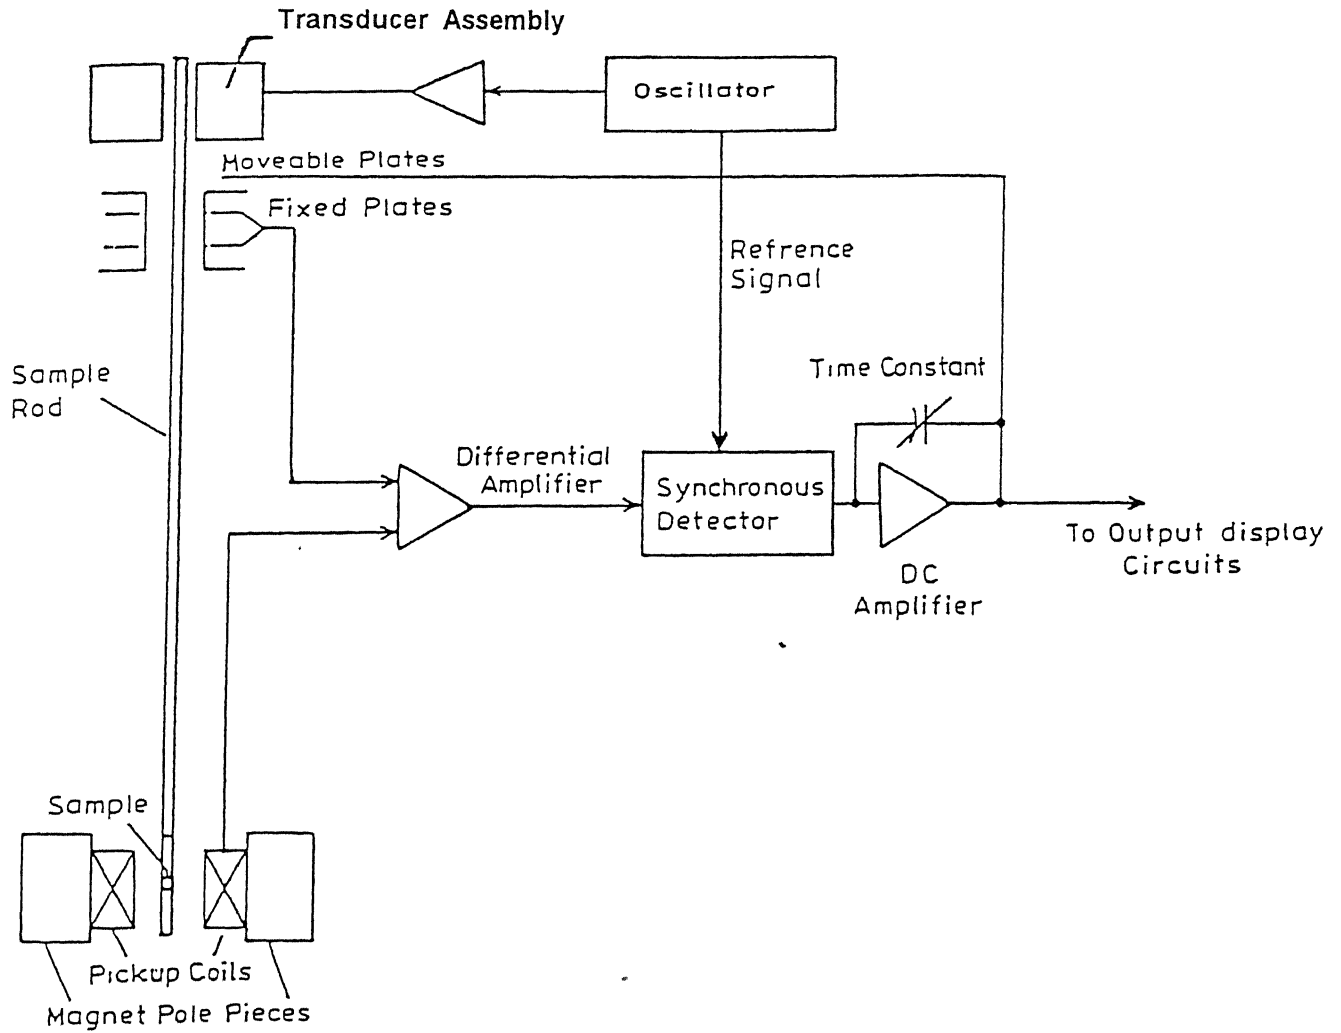 Transducer Assembly
Oscillator
Moveable Plates
Fixed Plates
Refrence
Signal
Sample
Rod
Time Constant
Differential
Amplifier
Synchronous
Detector
To Output display
Circuits
DC
Amplifier
Sample
Pickup Coils
Magnet Pole Pieces